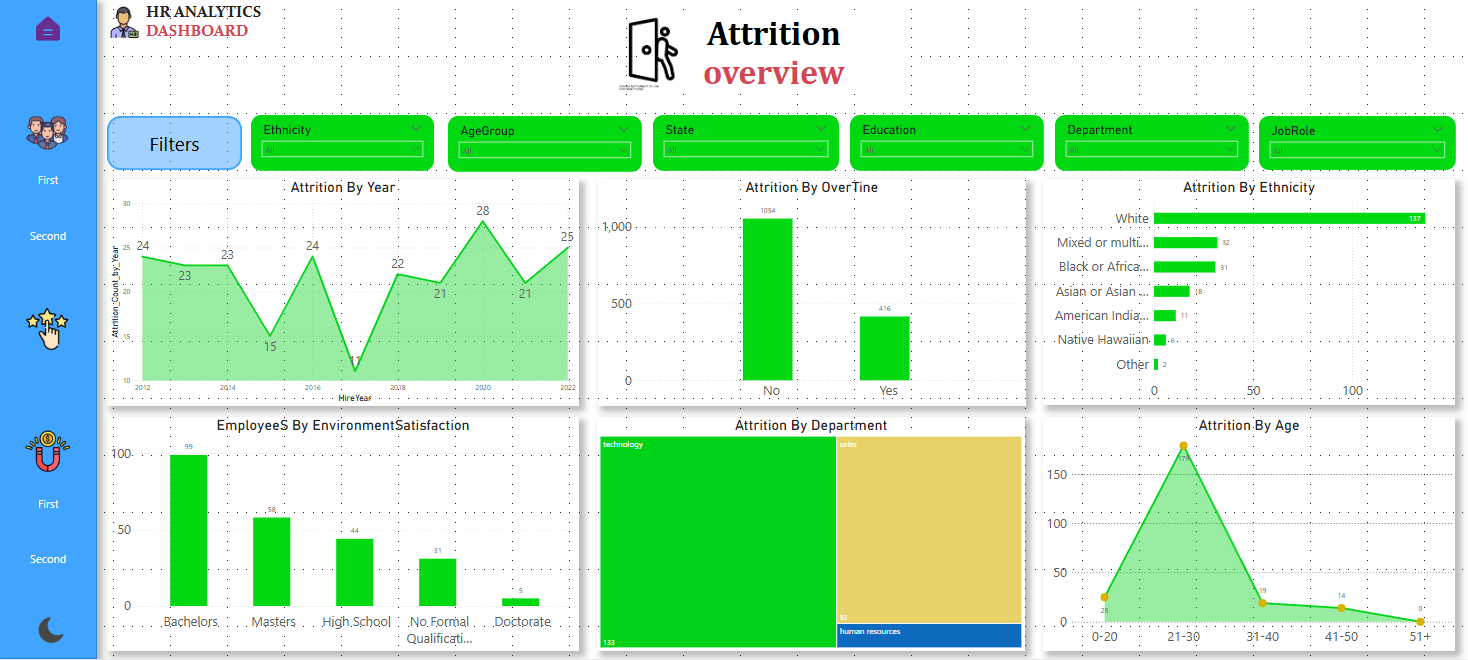 HR ANALYTICS
DASHBOARD
Attrition
overview
First
Second
First
Second
Filters
Ethnicity
All
AgeGroup
All
State
All
Education
All
Department
All
JobRole
All
Attrition By Year
Attrition_Count_by_Year
30
25
20
15
10
24
23
23
15
24
11
22
21
28
21
25
2012
2014
2016
2018
2020
2022
HireYear
Attrition By OverTine
1,000
500
0
1054
416
No
Yes
Attrition By Ethnicity
White
137
Mixed or multi...
32
Black or Africa...
31
Asian or Asian ...
18
American India...
11
Native Hawaiian
6
Other
2
0
50
100
EmployeeS By EnvironmentSatisfaction
100
50
0
99
58
44
31
5
Bachelors
Masters
High School
No Formal
Qualificati...
Doctorate
Attrition By Department
technology
133
sales
92
human resources
Attrition By Age
150
100
50
0
25
179
19
14
0
0-20
21-30
31-40
41-50
51+